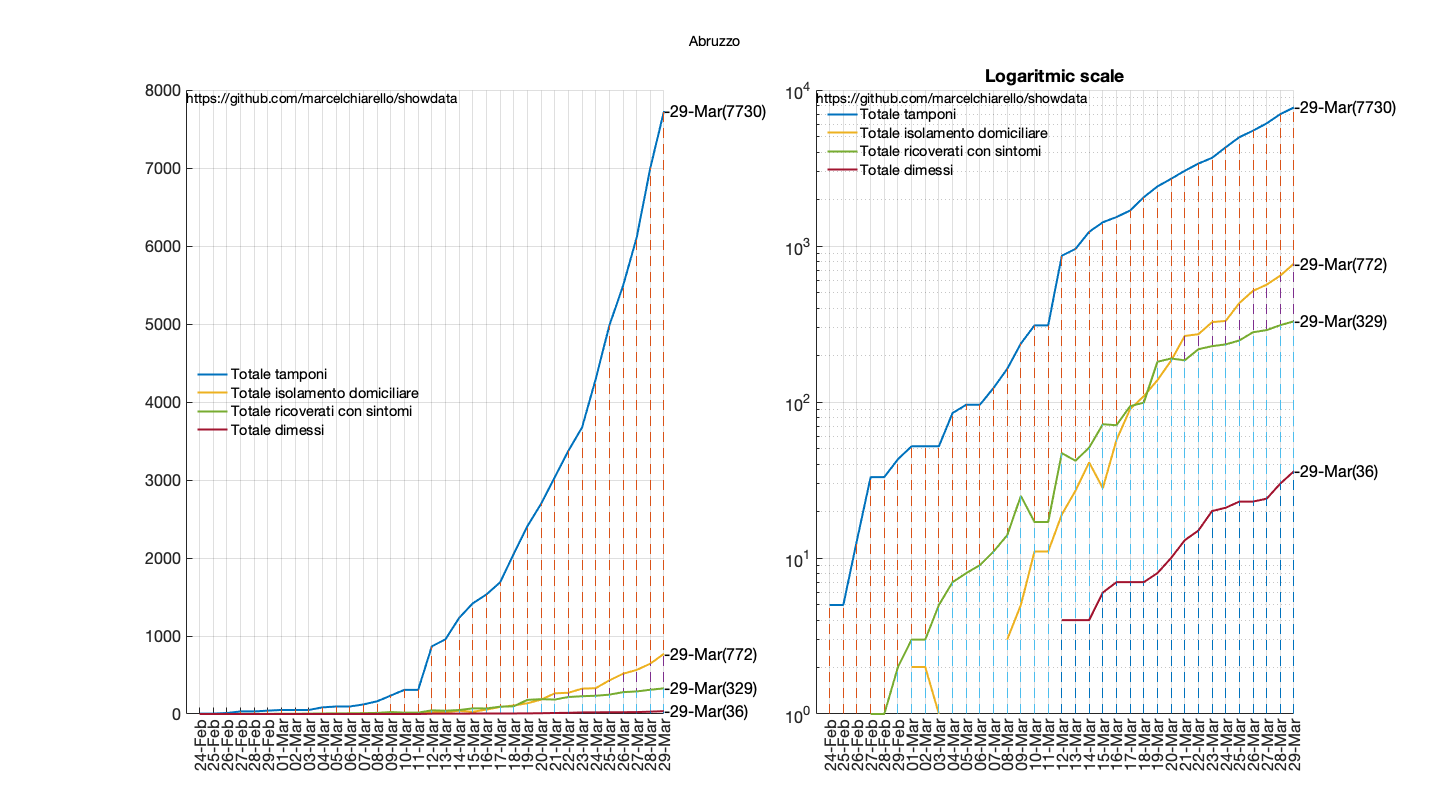 Abruzzo
8000
7000
6000
5000
4000
3000
2000
1000
0
https://github.com/marcelchiarello/showdata
Totale tamponi
Totale isolamento domiciliare
Totale ricoverati con sintomi
Totale dimessi
-29-Mar(7730)
-29-Mar(772)
-29-Mar(329)
-29-Mar(36)
24-Feb
25-Feb
26-Feb
27-Feb
28-Feb
29-Feb
01-Mar
02-Mar
03-Mar
04-Mar
05-Mar
06-Mar
07-Mar
08-Mar
09-Mar
10-Mar
11-Mar
12-Mar
13-Mar
14-Mar
15-Mar
16-Mar
17-Mar
18-Mar
19-Mar
20-Mar
21-Mar
22-Mar
23-Mar
24-Mar
25-Mar
26-Mar
27-Mar
28-Mar
29-Mar
Logaritmic scale
10^4
10^3
10^2
10^1
10^0
https://github.com/marcelchiarello/showdata
Totale tamponi
Totale isolamento domiciliare
Totale ricoverati con sintomi
Totale dimessi
-29-Mar(7730)
-29-Mar(772)
-29-Mar(329)
-29-Mar(36)
24-Feb
25-Feb
26-Feb
27-Feb
28-Feb
29-Feb
01-Mar
02-Mar
03-Mar
04-Mar
05-Mar
06-Mar
07-Mar
08-Mar
09-Mar
10-Mar
11-Mar
12-Mar
13-Mar
14-Mar
15-Mar
16-Mar
17-Mar
18-Mar
19-Mar
20-Mar
21-Mar
22-Mar
23-Mar
24-Mar
25-Mar
26-Mar
27-Mar
28-Mar
29-Mar